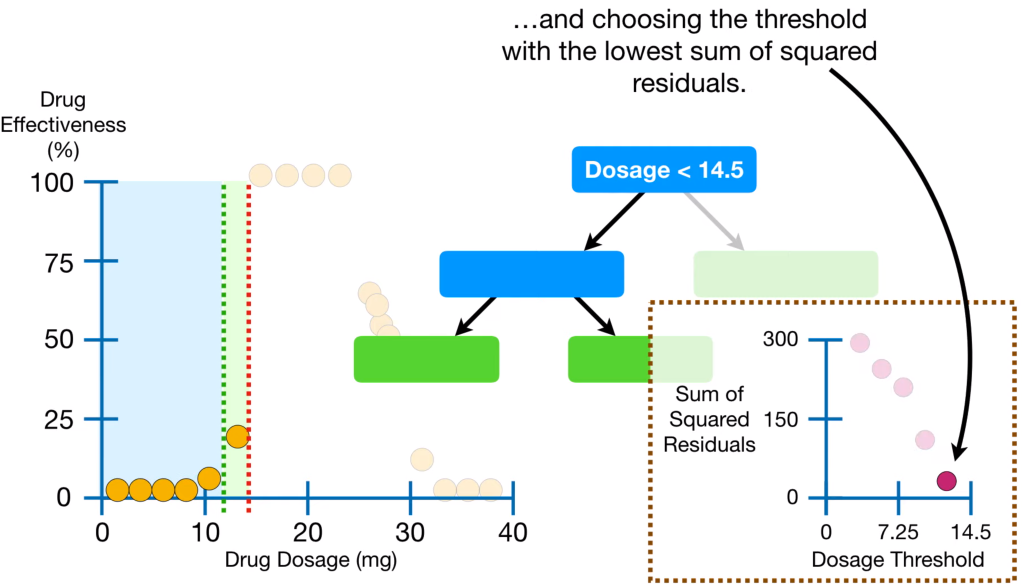 …and choosing the threshold
with the lowest sum of squared
residuals.
Drug
Effectiveness
(%)
100
75
50
25
0
0
10
20
30
40
Drug Dosage (mg)
Dosage < 14.5
Sum of
Squared
Residuals
300
150
0
0
7.25
14.5
Dosage Threshold